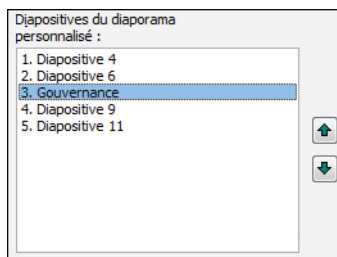 Diapositives du diaporama
personnalisé :
1. Diapositive 4
2. Diapositive 6
3. Gouvernance
4. Diapositive 9
5. Diapositive 11